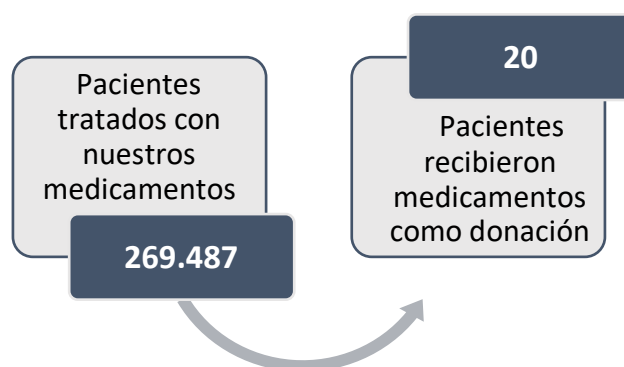 Pacientes
tratados con
nuestros
medicamentos
269.487
20
Pacientes
recibieron
medicamentos
como donación